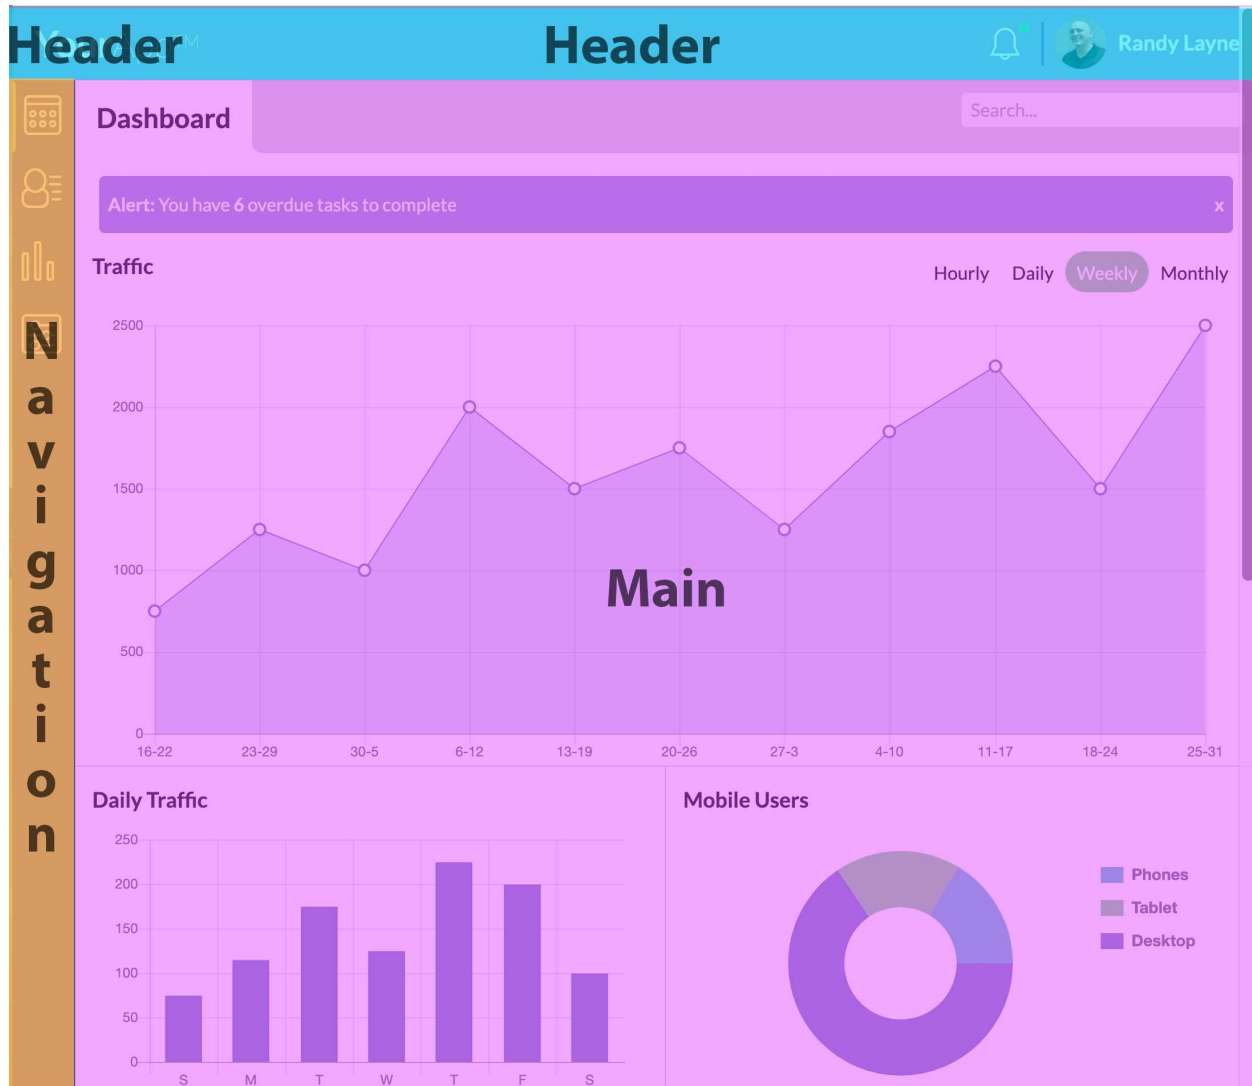 Header
Header
Randy Layne
Dashboard
Search...
Alert: You have 6 overdue tasks to complete
x
Traffic
Hourly Daily Weekly Monthly
2500
2000
1500
1000
500
0
16-22 23-29 30-5 6-12 13-19 20-26 27-3 4-10 11-17 18-24 25-31
Navigation
Main
Daily Traffic
250
200
150
100
50
0
S M T W T F S
Mobile Users
Phones
Tablet
Desktop